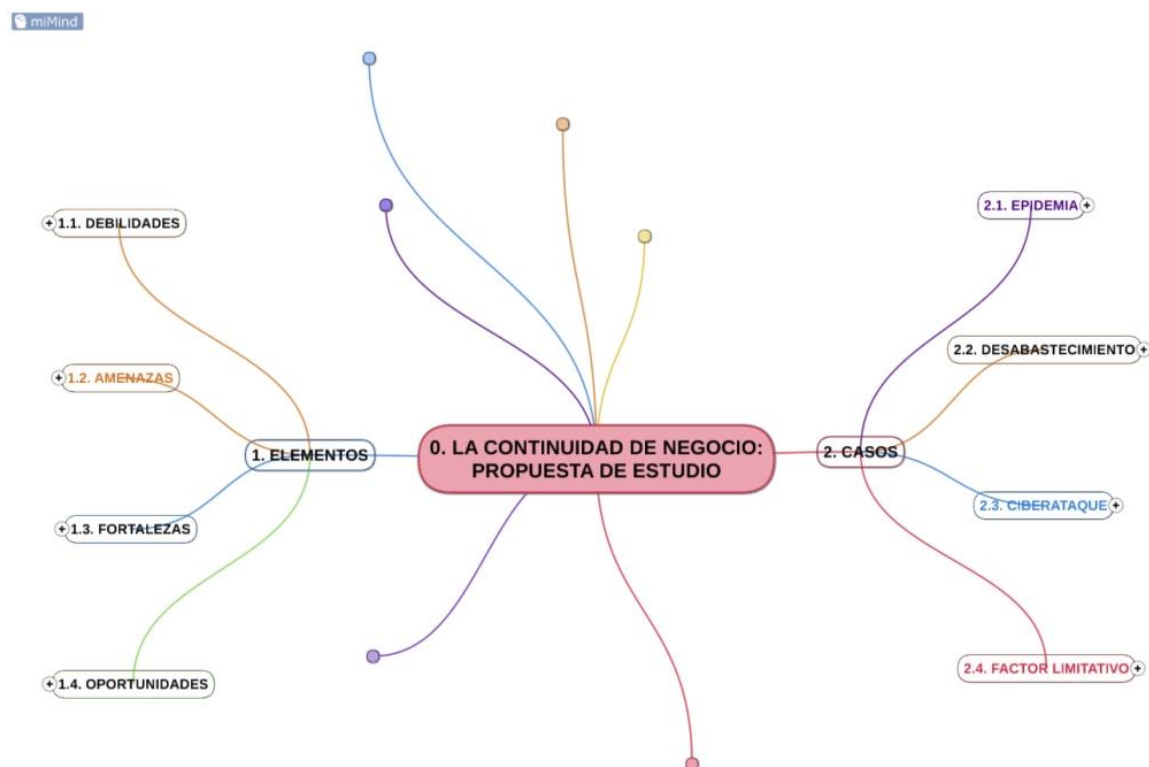 miMind
1.1. DEBILIDADES
1.2. AMENAZAS
1. ELEMENTOS
1.3. FORTALEZAS
1.4. OPORTUNIDADES
0. LA CONTINUIDAD DE NEGOCIO:
PROPUESTA DE ESTUDIO
2. CASOS
2.1. EPIDEMIA
2.2. DESABASTECIMIENTO
2.3. CIBERATAQUE
2.4. FACTOR LIMITATIVO